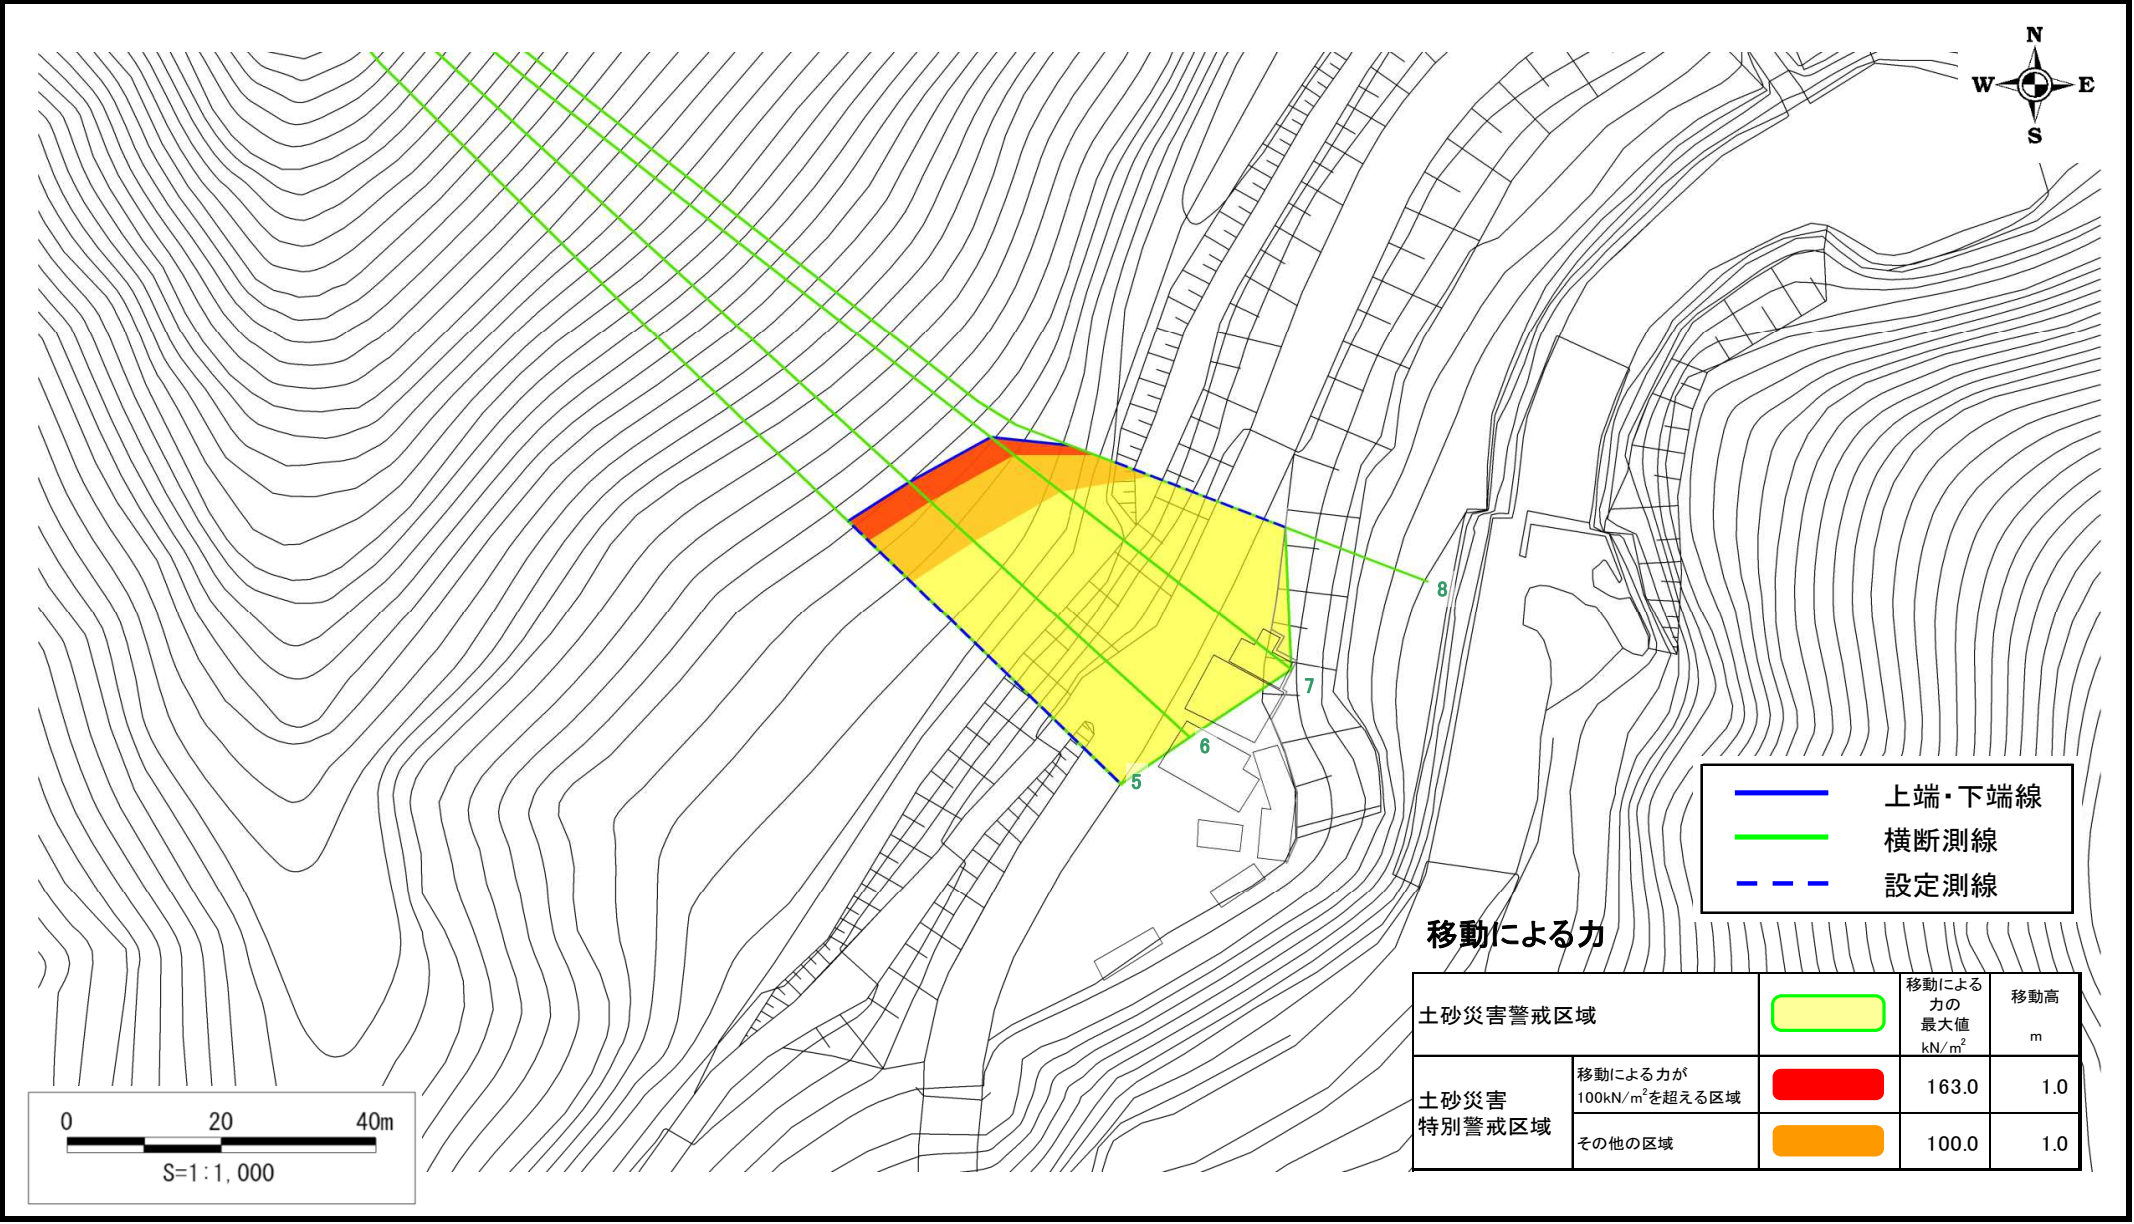 N
W E
S
8
7
6
5
上端・下端線
横断測線
設定測線
移動による力
土砂災害警戒区域
移動による
力の
最大値
kN/㎡
移動高
m
土砂災害
特別警戒区域
移動による力が
100kN/㎡を超える区域
163.0
1.0
その他の区域
100.0
1.0
0 20 40m
S=1:1,000